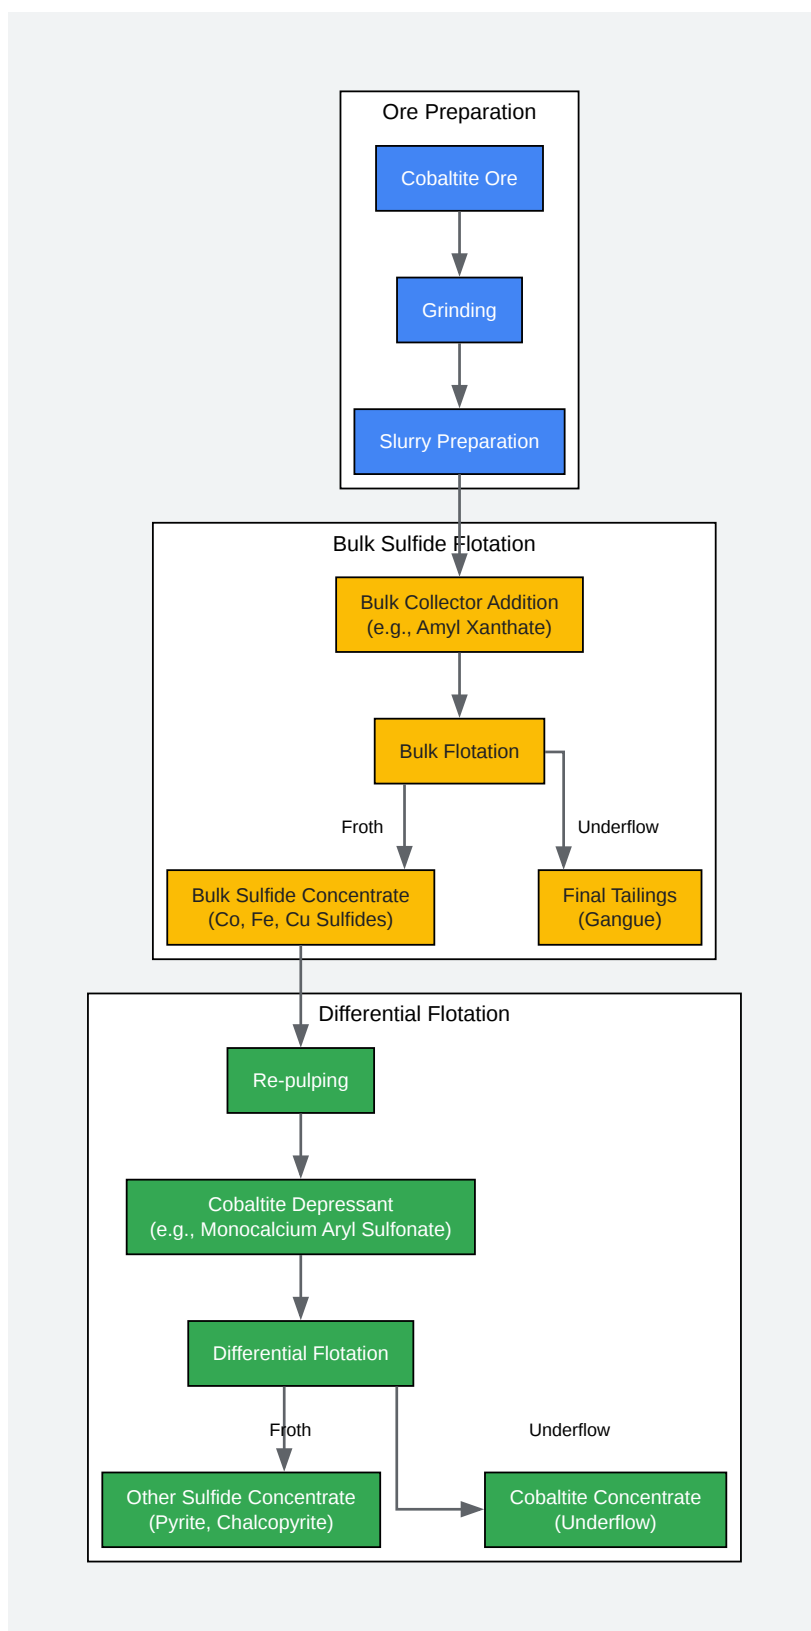 Ore Preparation
Cobaltite Ore
Grinding
Slurry Preparation
Bulk Sulfide Flotation
Bulk Collector Addition
(e.g., Amyl Xanthate)
Bulk Flotation
Froth
Underflow
Bulk Sulfide Concentrate
(Co, Fe, Cu Sulfides)
Final Tailings
(Gangue)
Differential Flotation
Re-pulping
Cobaltite Depressant
(e.g., Monocalcium Aryl Sulfonate)
Differential Flotation
Froth
Underflow
Other Sulfide Concentrate
(Pyrite, Chalcopyrite)
Cobaltite Concentrate
(Underflow)